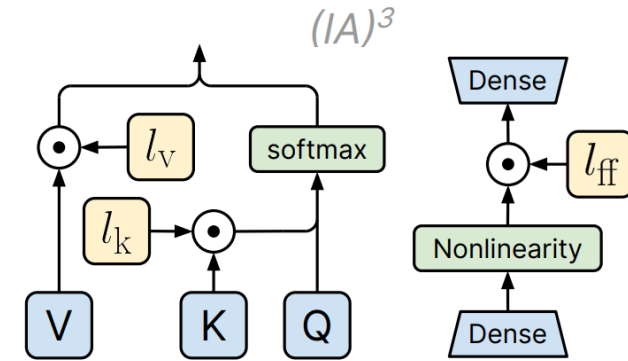 (IA)³
Dense
l_v
softmax
l_ff
l_k
Nonlinearity
V
K
Q
Dense